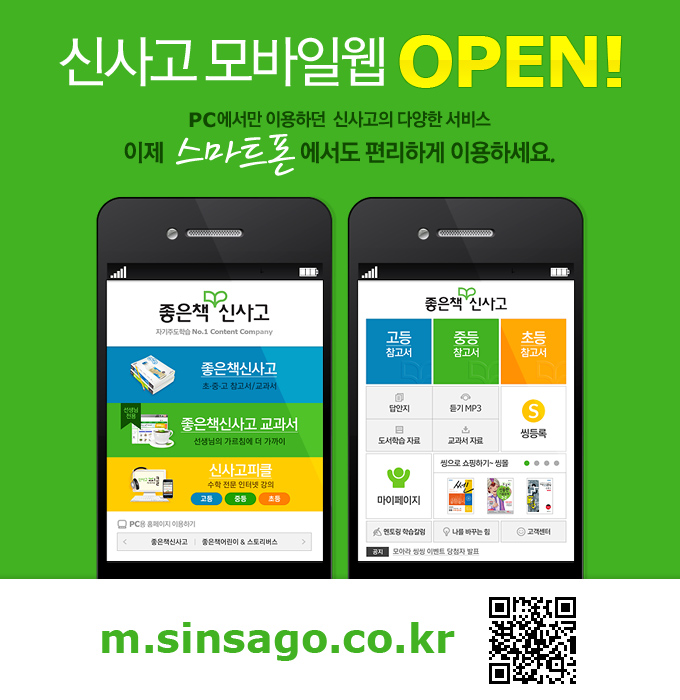 신사고 모바일웹 OPEN!
PC에서만 이용하던 신사고의 다양한 서비스
이제 스마트폰 에서도 편리하게 이용하세요.
좋은책 신사고
자기주도학습 No.1 Content Company
좋은책신사고
초·중·고 참고서/교과서
선생님 전용
좋은책신사고 교과서
선생님의 가르침에 더 가까이
신사고피클
수학 전문 인터넷 강의
고등 중등 초등
PC용 홈페이지 이용하기
좋은책신사고 | 좋은책어린이 & 스토리버스
좋은책 신사고
고등 참고서
중등 참고서
초등 참고서
답안지
듣기 MP3
도서학습 자료
교과서 자료
S
씽등록
마이페이지
씽으로 쇼핑하기~ 씽몰
쎈
멘토링 학습칼럼
나를 바꾸는 힘
고객센터
공지 모아라 씽씽 이벤트 당첨자 발표
m.sinsago.co.kr